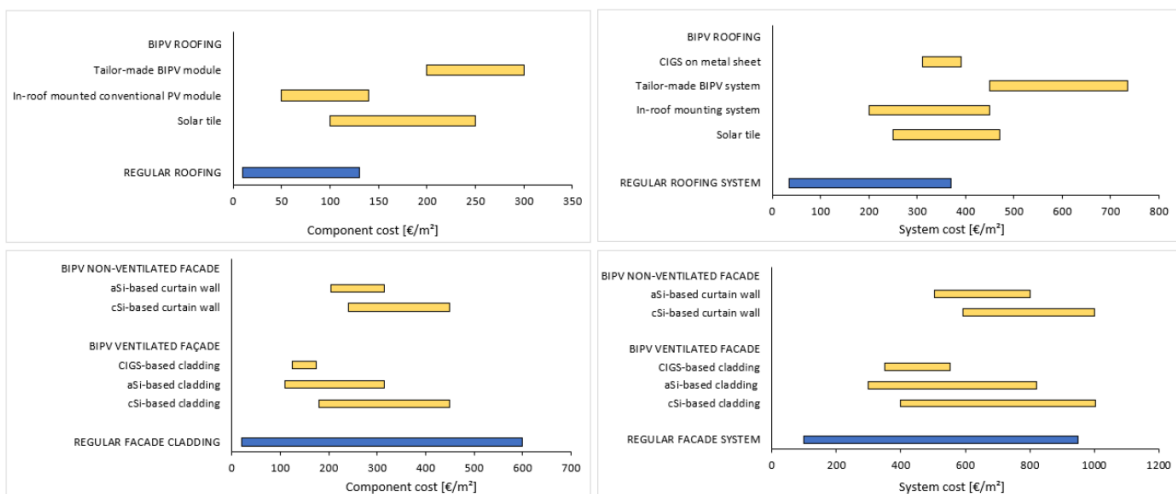 BIPV ROOFING
Tailor-made BIPV module
In-roof mounted conventional PV module
Solar tile
REGULAR ROOFING
0 50 100 150 200 250 300 350
Component cost [€/m²]
BIPV ROOFING
CIGS on metal sheet
Tailor-made BIPV system
In-roof mounting system
Solar tile
REGULAR ROOFING SYSTEM
0 100 200 300 400 500 600 700 800
System cost [€/m²]
BIPV NON-VENTILATED FACADE
aSi-based curtain wall
cSi-based curtain wall
BIPV VENTILATED FAÇADE
CIGS-based cladding
aSi-based cladding
cSi-based cladding
REGULAR FACADE CLADDING
0 100 200 300 400 500 600 700
Component cost [€/m²]
BIPV NON-VENTILATED FACADE
aSi-based curtain wall
cSi-based curtain wall
BIPV VENTILATED FACADE
CIGS-based cladding
aSi-based cladding
cSi-based cladding
REGULAR FACADE SYSTEM
0 200 400 600 800 1000 1200
System cost [€/m²]